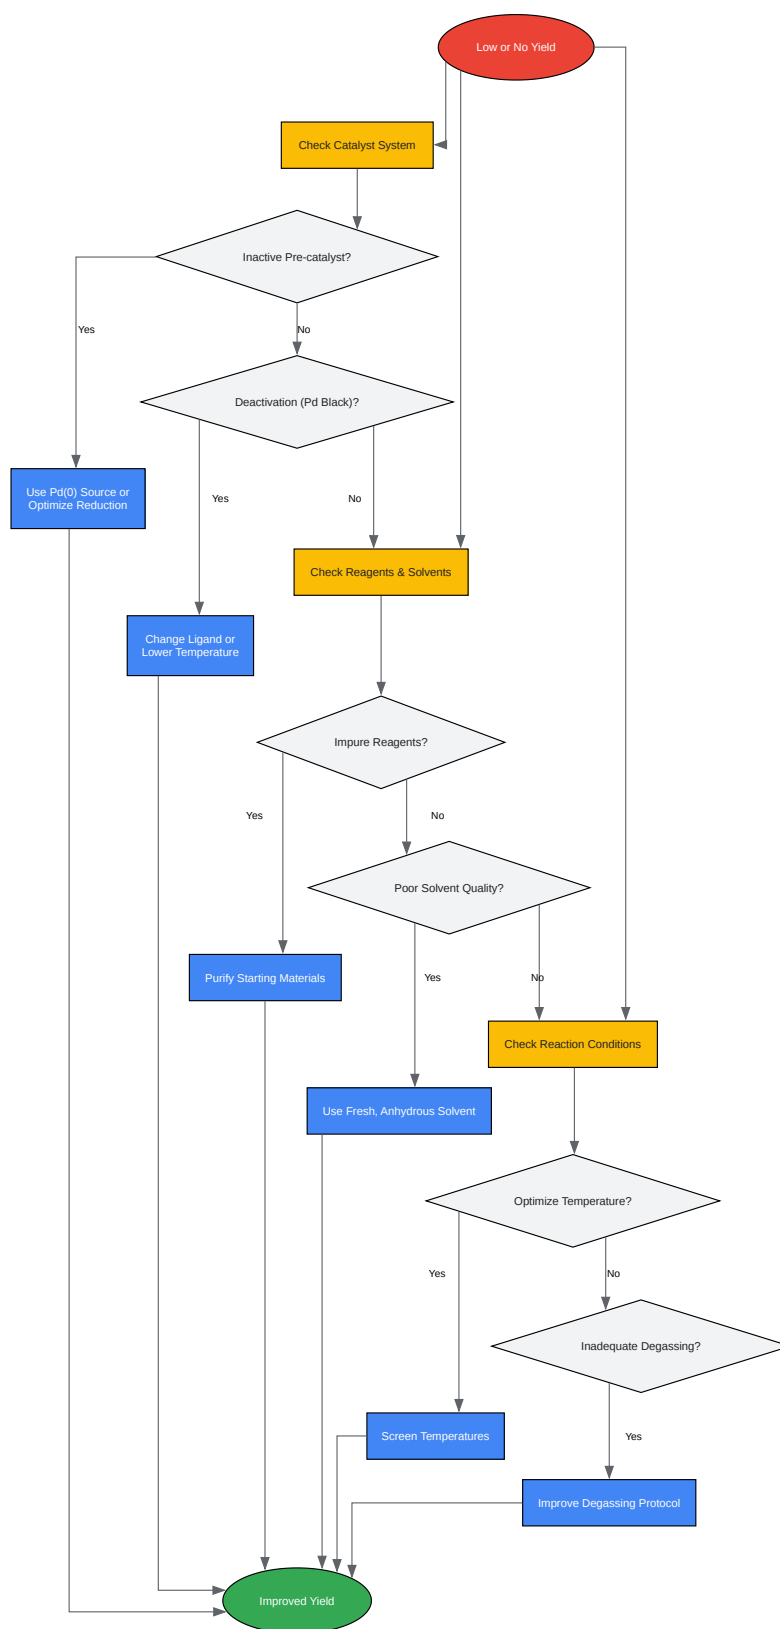 Low or No Yield
Check Catalyst System
Inactive Pre-catalyst?
Yes
No
Deactivation (Pd Black)?
Use Pd(0) Source or
Optimize Reduction
Yes
No
Check Reagents & Solvents
Change Ligand or
Lower Temperature
Impure Reagents?
Yes
No
Poor Solvent Quality?
Purify Starting Materials
Yes
No
Check Reaction Conditions
Use Fresh, Anhydrous Solvent
Optimize Temperature?
Yes
No
Inadequate Degassing?
Screen Temperatures
Yes
Improve Degassing Protocol
Improved Yield